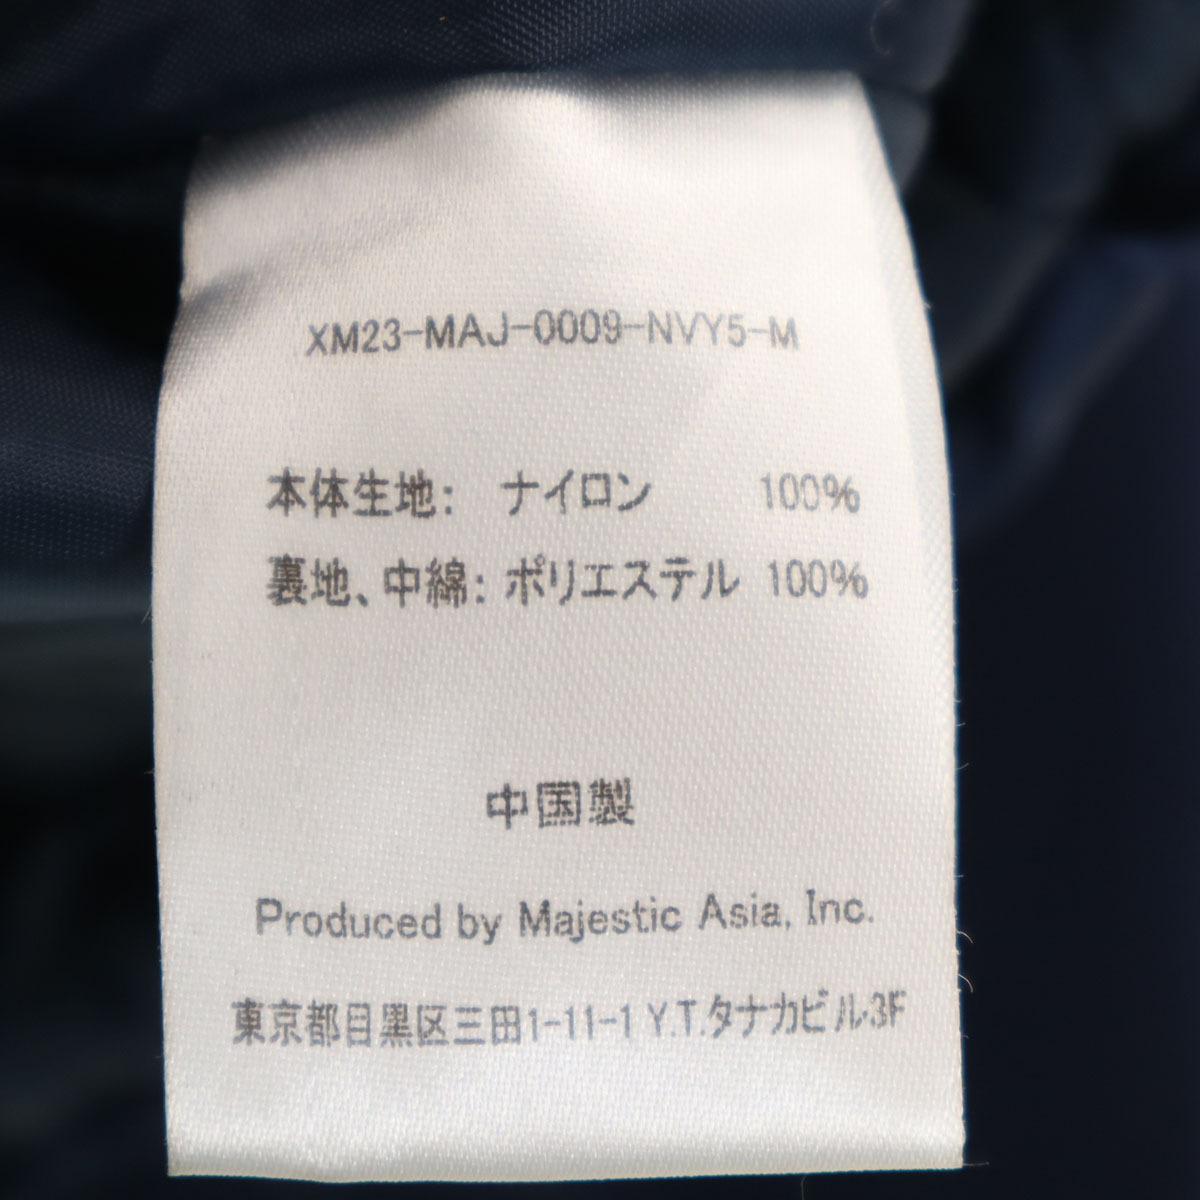 XM23-MAJ-0009-NVY5-M
本体生地: ナイロン 100%
裏地、中綿: ポリエステル 100%
中国製
Produced by Majestic Asia, Inc.
東京都目黒区三田1-11-1 Y.T.タナカビル3F